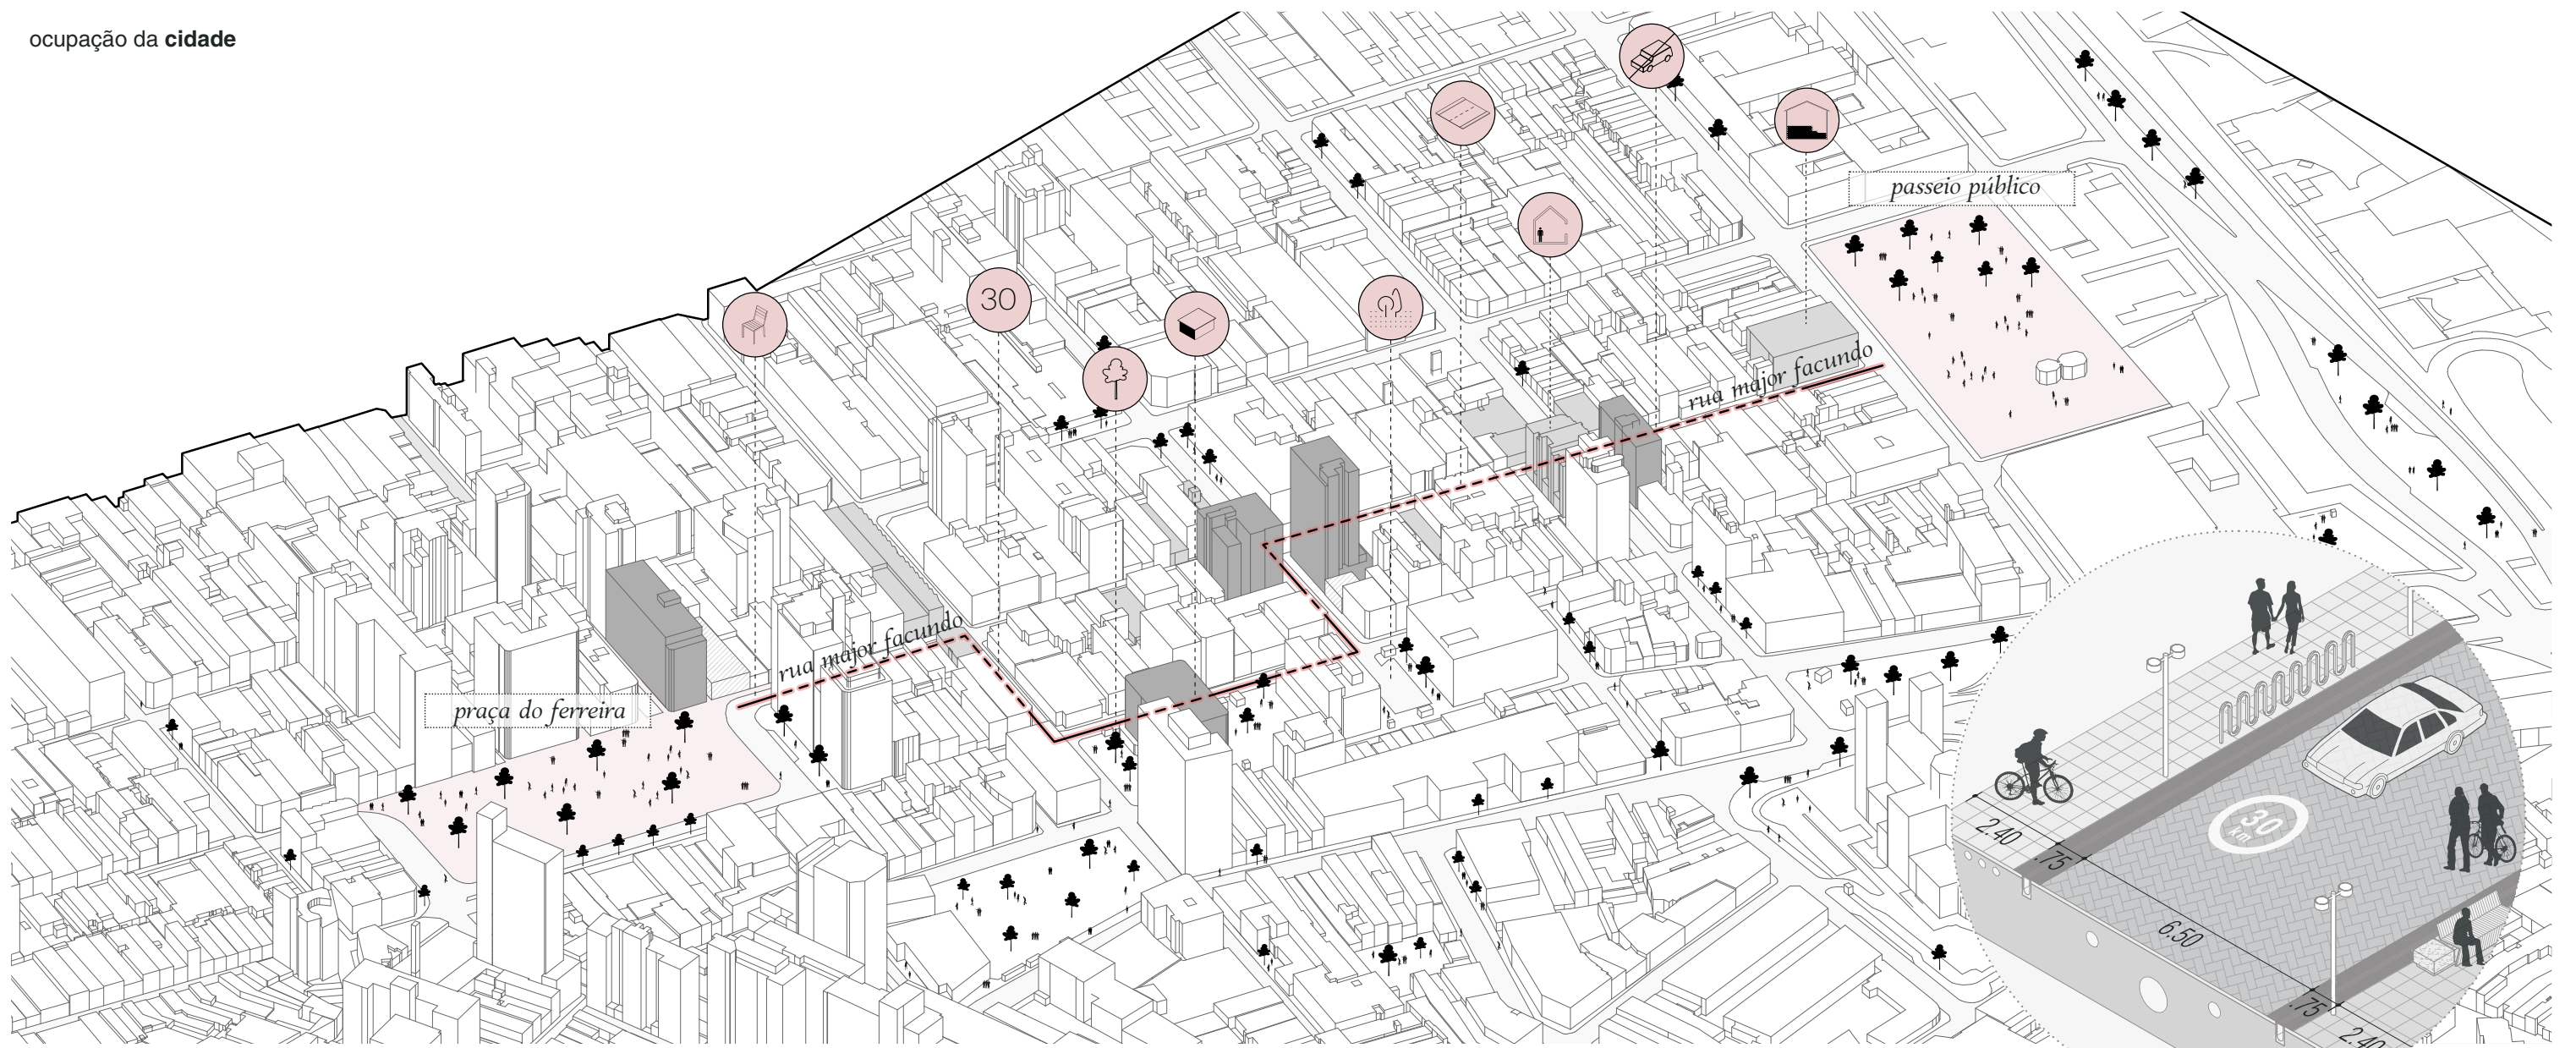 ocupação da cidade
passeio público
30
rua major facundo
rua major facundo
praça do ferreira
30
km
2.40
.75
6.50
.75
2.40